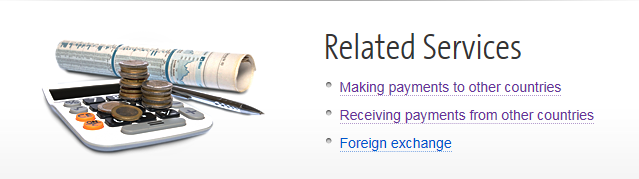 Related Services
Making payments to other countries
Receiving payments from other countries
Foreign exchange